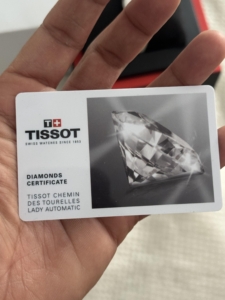 T+
TISSOT
SWISS WATCHES SINCE 1853
DIAMONDS
CERTIFICATE
TISSOT CHEMIN
DES TOURELLES
LADY AUTOMATIC